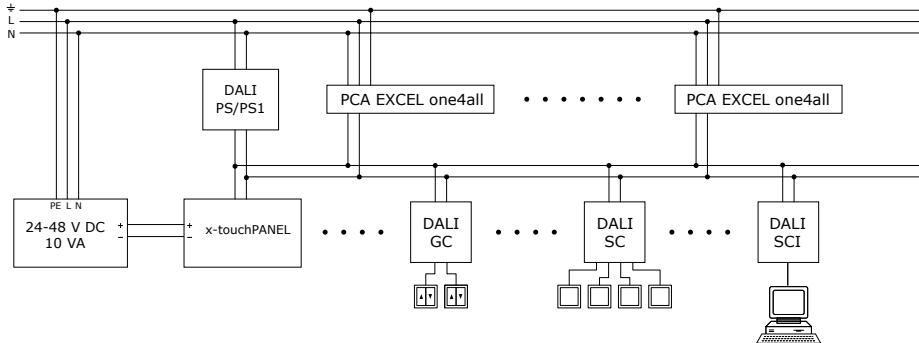 L
N
DALI
PS/PS1
PCA EXCEL one4all
PCA EXCEL one4all
PE L N
24-48 V DC
10 VA
+
−
+
−
x-touchPANEL
DALI
GC
DALI
SC
DALI
SCI